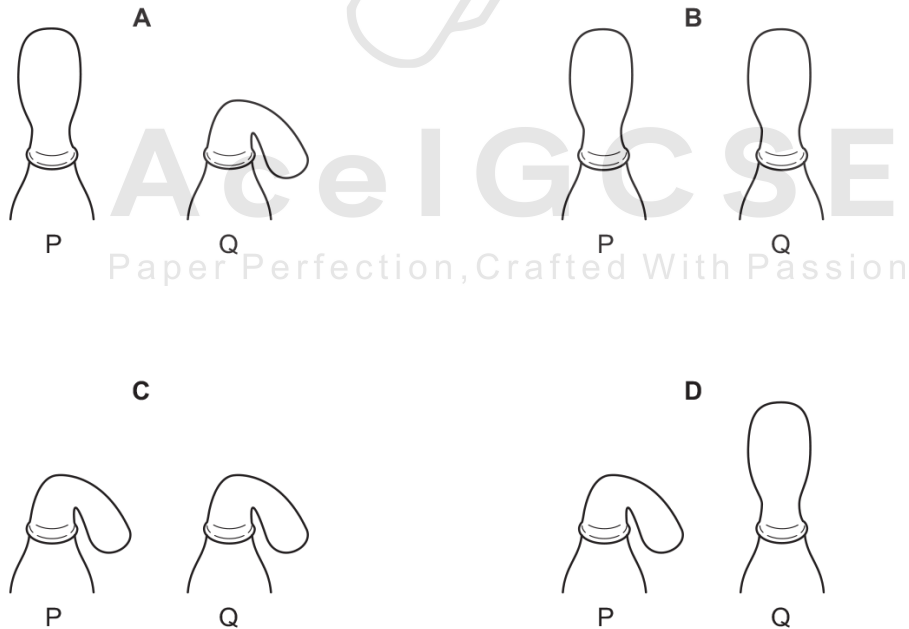 A
B
P
Q
P
Q
AceIGCSE
Paper Perfection,Crafted With Passion
C
D
P
Q
P
Q